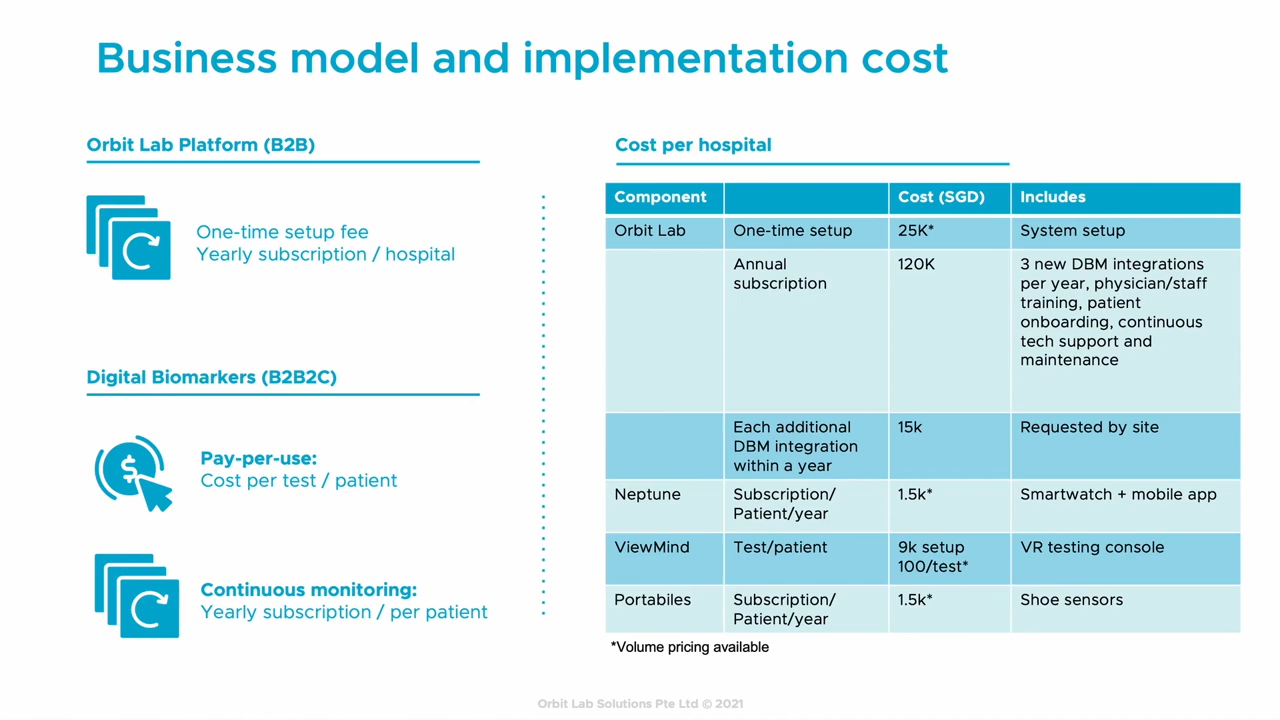 Business model and implementation cost
Orbit Lab Platform (B2B)
One-time setup fee
Yearly subscription / hospital
Digital Biomarkers (B2B2C)
$
Pay-per-use:
Cost per test / patient
Continuous monitoring:
Yearly subscription / per patient
Cost per hospital
Component Cost (SGD) Includes
Orbit Lab One-time setup 25K* System setup
Annual
subscription
120K
3 new DBM integrations
per year, physician/staff
training, patient
onboarding, continuous
tech support and
maintenance
Each additional
DBM integration
within a year
15k
Requested by site
Neptune
Subscription/
Patient/year
1.5k*
Smartwatch + mobile app
ViewMind
Test/patient
9k setup
100/test*
VR testing console
Portabiles
Subscription/
Patient/year
1.5k*
Shoe sensors
*Volume pricing available
Orbit Lab Solutions Pte Ltd © 2021